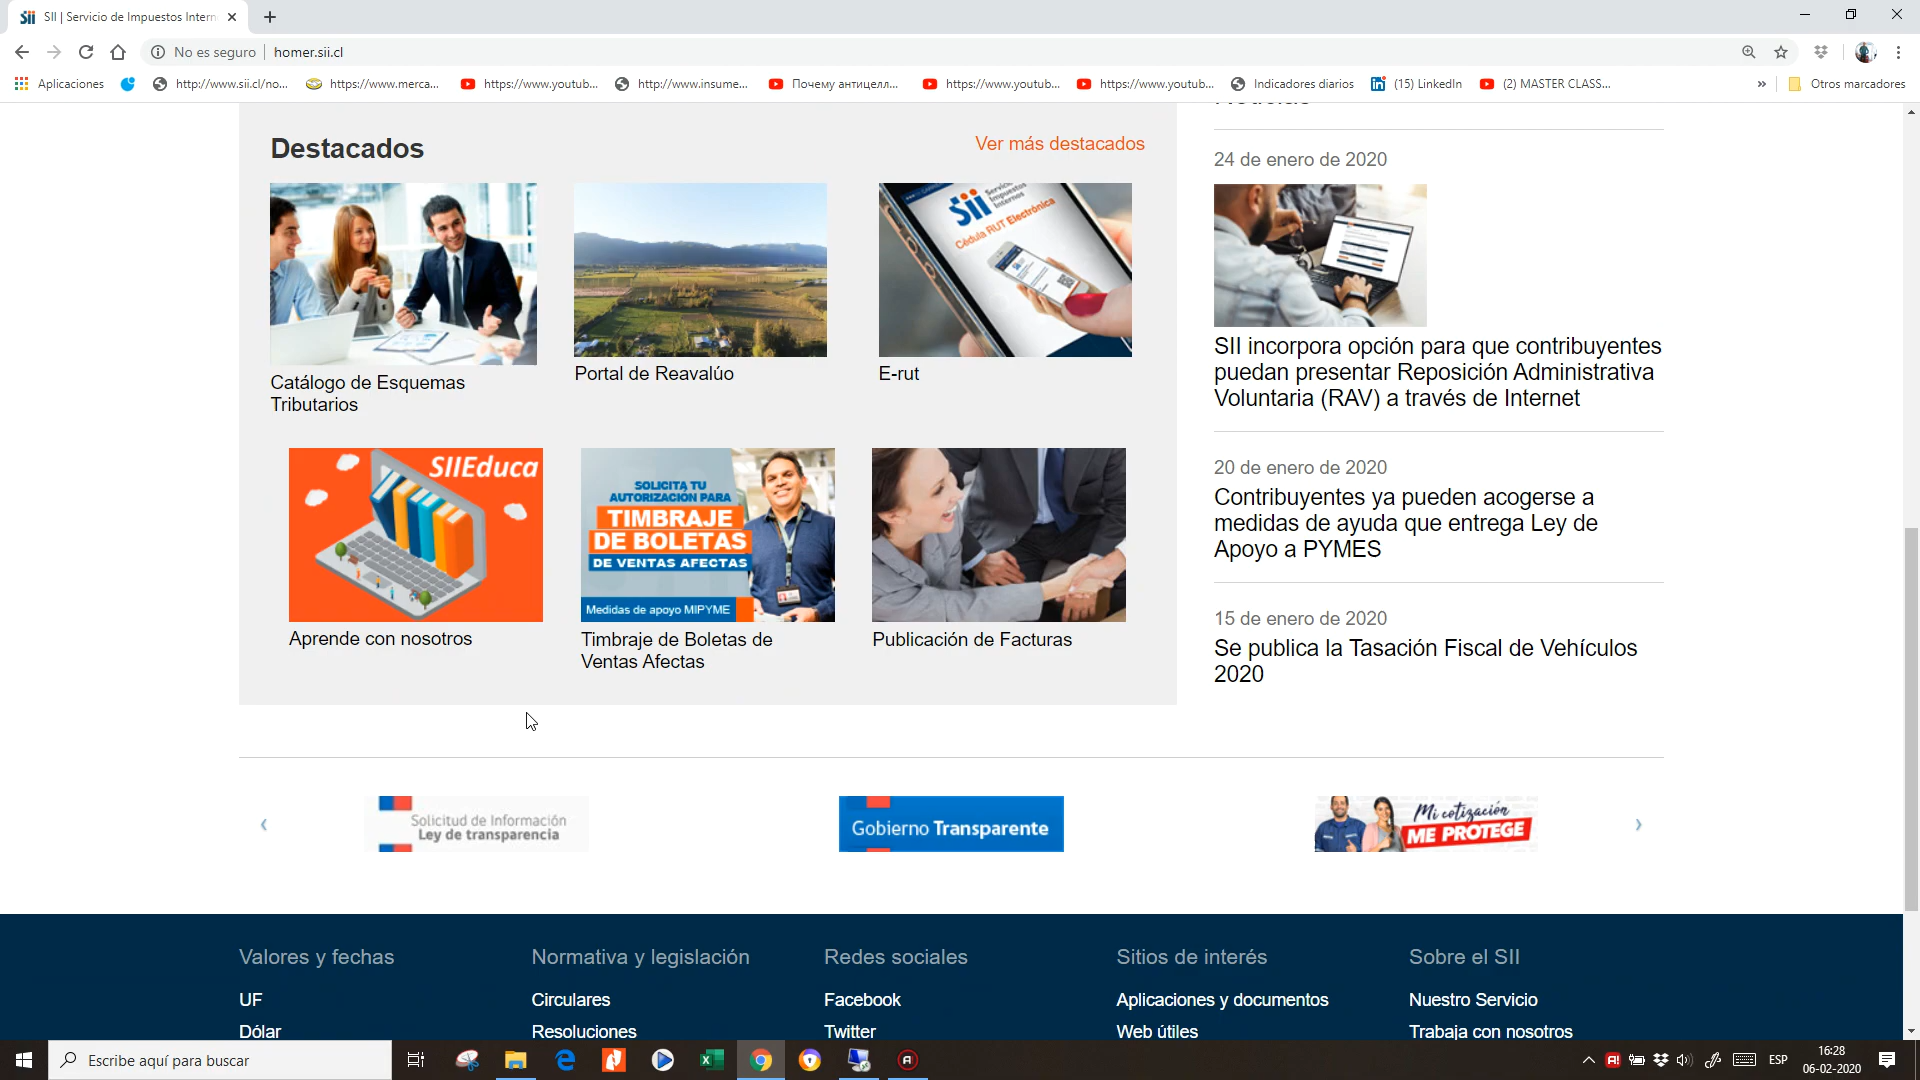 SII | Servicio de Impuestos Intern
No es seguro
homer.sii.cl
Aplicaciones
http://www.sii.cl/no...
https://www.merca...
https://www.youtub...
http://www.insume...
Почему антицелл...
https://www.youtub...
https://www.youtub...
Indicadores diarios
(15) LinkedIn
(2) MASTER CLASS...
»
Otros marcadores
Destacados
Ver más destacados
Catálogo de Esquemas
Tributarios
Portal de Reavalúo
Sii
Servicio
Impuestos
Internos
Cédula RUT Electrónica
E-rut
SIIEduca
Aprende con nosotros
SOLICITA TU
AUTORIZACIÓN PARA
TIMBRAJE
DE BOLETAS
DE VENTAS AFECTAS
Medidas de apoyo MIPYME
Timbraje de Boletas de
Ventas Afectas
Publicación de Facturas
Noticias
24 de enero de 2020
SII incorpora opción para que contribuyentes
puedan presentar Reposición Administrativa
Voluntaria (RAV) a través de Internet
20 de enero de 2020
Contribuyentes ya pueden acogerse a
medidas de ayuda que entrega Ley de
Apoyo a PYMES
15 de enero de 2020
Se publica la Tasación Fiscal de Vehículos
2020
Solicitud de Información
Ley de transparencia
Gobierno Transparente
Mi cotización
ME PROTEGE
Valores y fechas
UF
Dólar
Normativa y legislación
Circulares
Resoluciones
Redes sociales
Facebook
Twitter
Sitios de interés
Aplicaciones y documentos
Web útiles
Sobre el SII
Nuestro Servicio
Trabaja con nosotros
Escribe aquí para buscar
ESP
16:28
06-02-2020